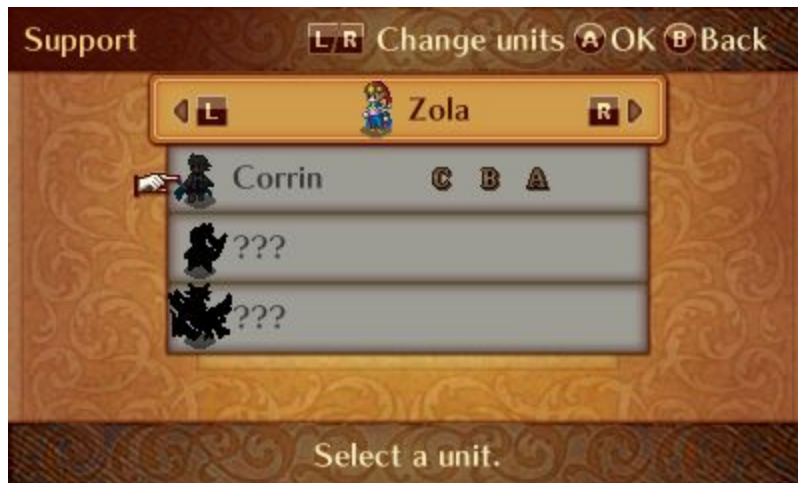 Support L/R Change units A OK B Back
L Zola R
Corrin C B A
???
???
Select a unit.